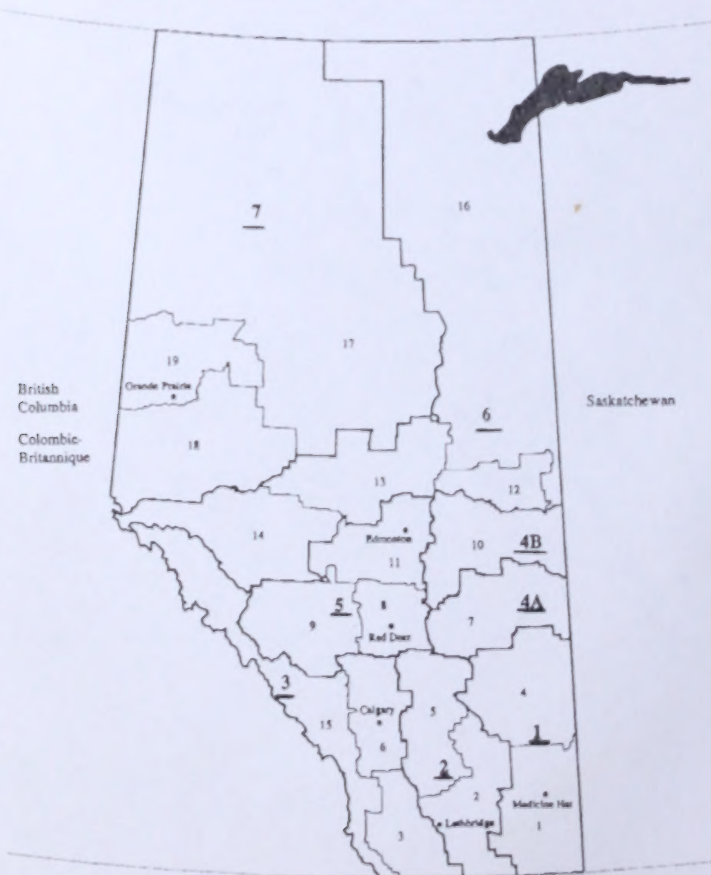 7
16
17
19
Grande Prairie
British
Columbia
Colombie-
Britannique
Saskatchewan
6
18
13
12
14
Edmonton
11
10
4B
5
8
9
Red Deer
7
4A
3
15
Calgary
6
5
4
1
2
2
Medicine Hat
Lethbridge
1
3